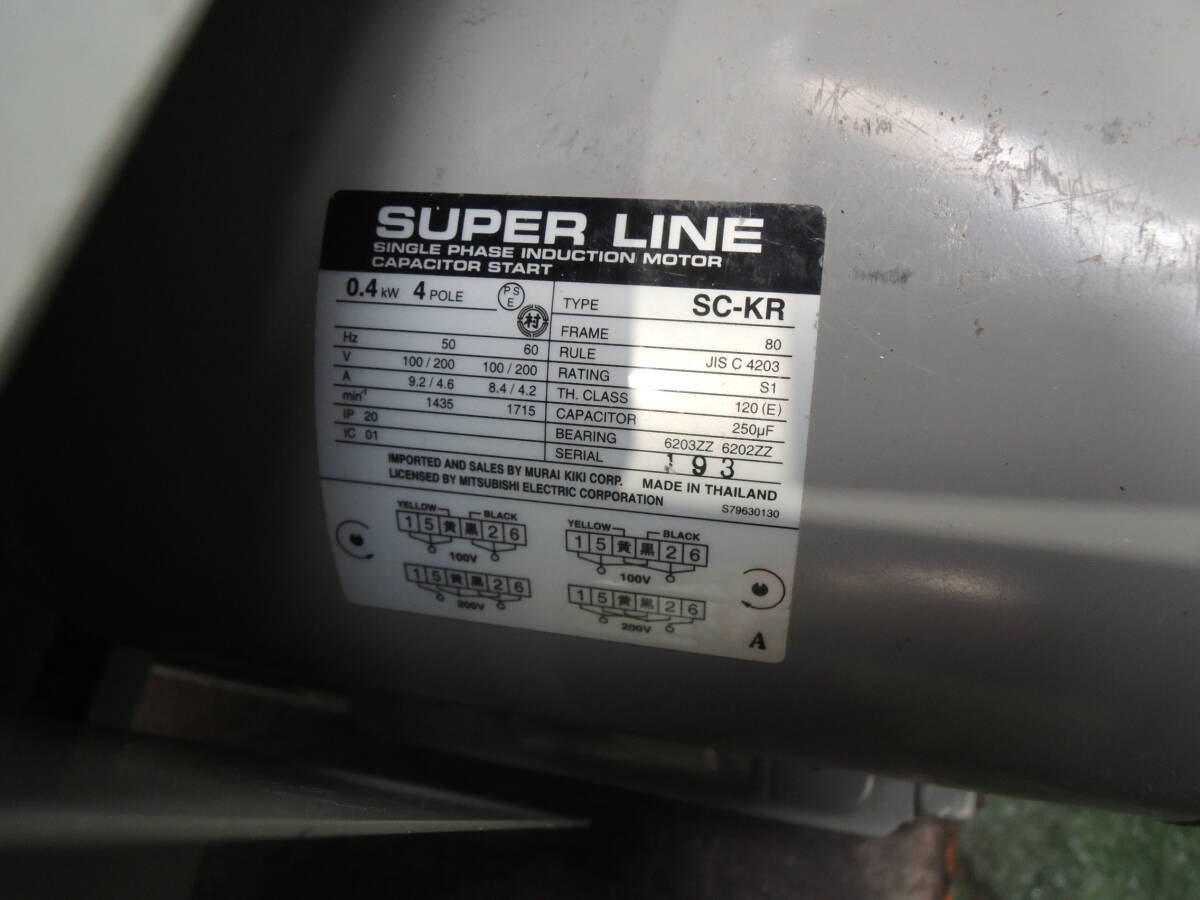 SUPER LINE
SINGLE PHASE INDUCTION MOTOR
CAPACITOR START
0.4 kW 4 POLE
PS
E
村
Hz 50 60
V 100 / 200 100 / 200
A 9.2 / 4.6 8.4 / 4.2
min⁻¹ 1435 1715
IP 20
IC 01
TYPE SC-KR
FRAME 80
RULE JIS C 4203
RATING S1
TH. CLASS 120 (E)
CAPACITOR 250µF
BEARING 6203ZZ 6202ZZ
SERIAL 193
IMPORTED AND SALES BY MURAI KIKI CORP. MADE IN THAILAND
LICENSED BY MITSUBISHI ELECTRIC CORPORATION S79630130
YELLOW BLACK
1 5 黄 黒 2 6
100V
1 5 黄 黒 2 6
200V
YELLOW BLACK
1 5 黄 黒 2 6
100V
1 5 黄 黒 2 6
200V
A